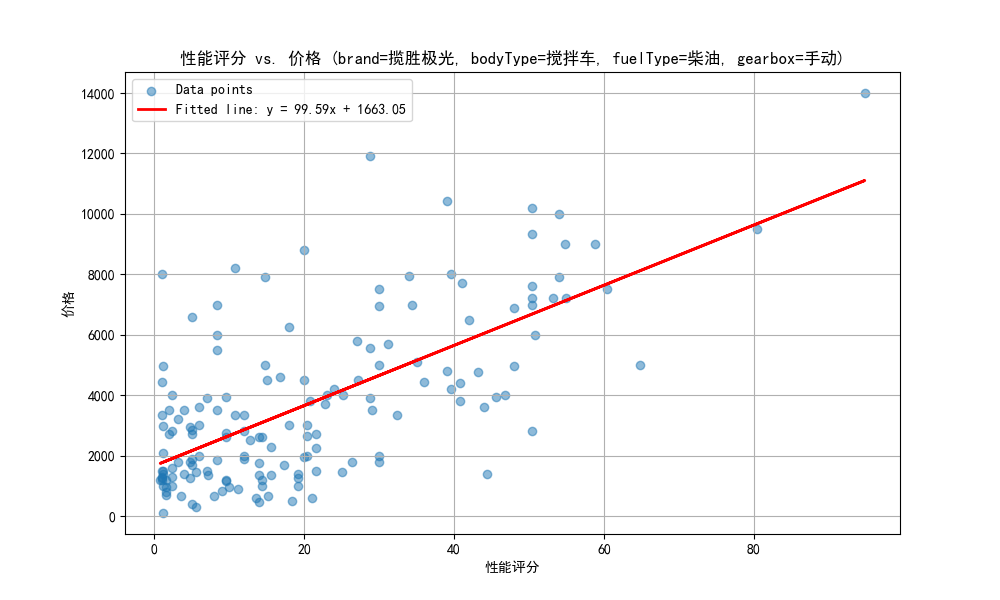 性能评分 vs. 价格 (brand=揽胜极光, bodyType=搅拌车, fuelType=柴油, gearbox=手动)
Data points
Fitted line: y = 99.59x + 1663.05
14000
12000
10000
8000
6000
4000
2000
0
价格
0 20 40 60 80
性能评分